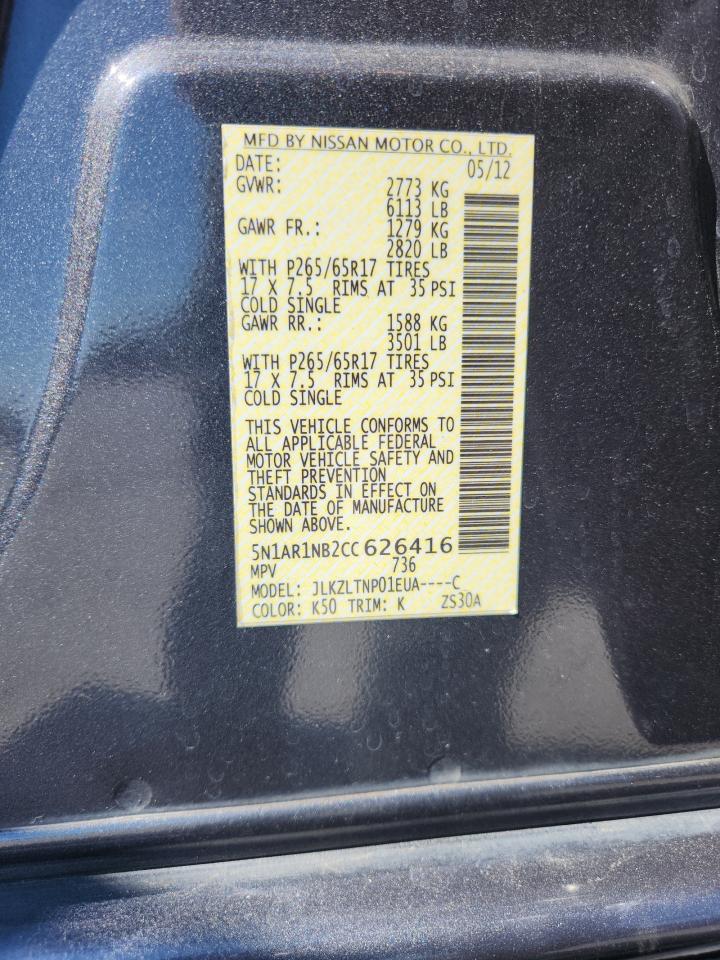 MFD BY NISSAN MOTOR CO., LTD.
DATE: 05/12
GVWR: 2773 KG
6113 LB
GAWR FR.: 1279 KG
2820 LB
WITH P265/65R17 TIRES
17 X 7.5 RIMS AT 35 PSI
COLD SINGLE
GAWR RR.: 1588 KG
3501 LB
WITH P265/65R17 TIRES
17 X 7.5 RIMS AT 35 PSI
COLD SINGLE
THIS VEHICLE CONFORMS TO
ALL APPLICABLE FEDERAL
MOTOR VEHICLE SAFETY AND
THEFT PREVENTION
STANDARDS IN EFFECT ON
THE DATE OF MANUFACTURE
SHOWN ABOVE.
5N1AR1NB2CC626416
MPV 736
MODEL: JLKZLTNP01EUA----C
COLOR: K50 TRIM: K ZS30A